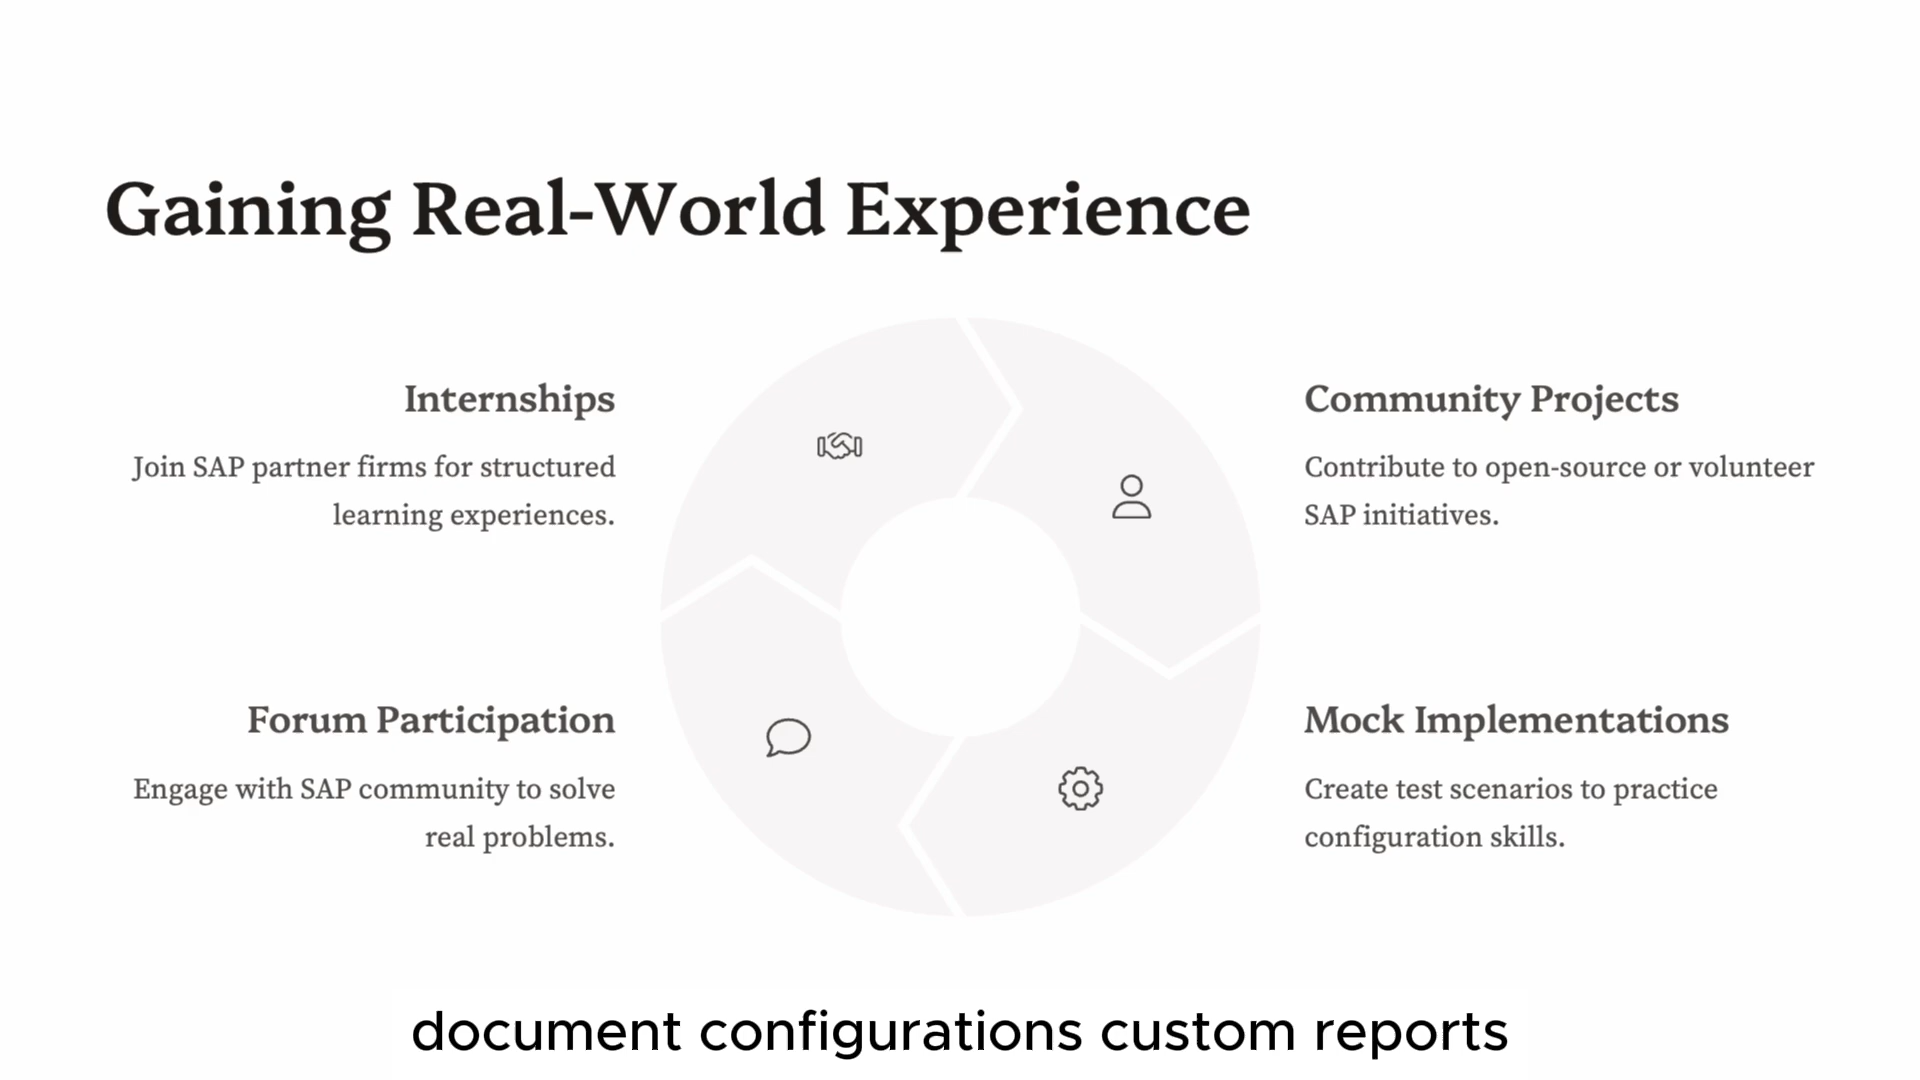 Gaining Real-World Experience
Internships
Join SAP partner firms for structured
learning experiences.
Community Projects
Contribute to open-source or volunteer
SAP initiatives.
Forum Participation
Engage with SAP community to solve
real problems.
Mock Implementations
Create test scenarios to practice
configuration skills.
document configurations custom reports